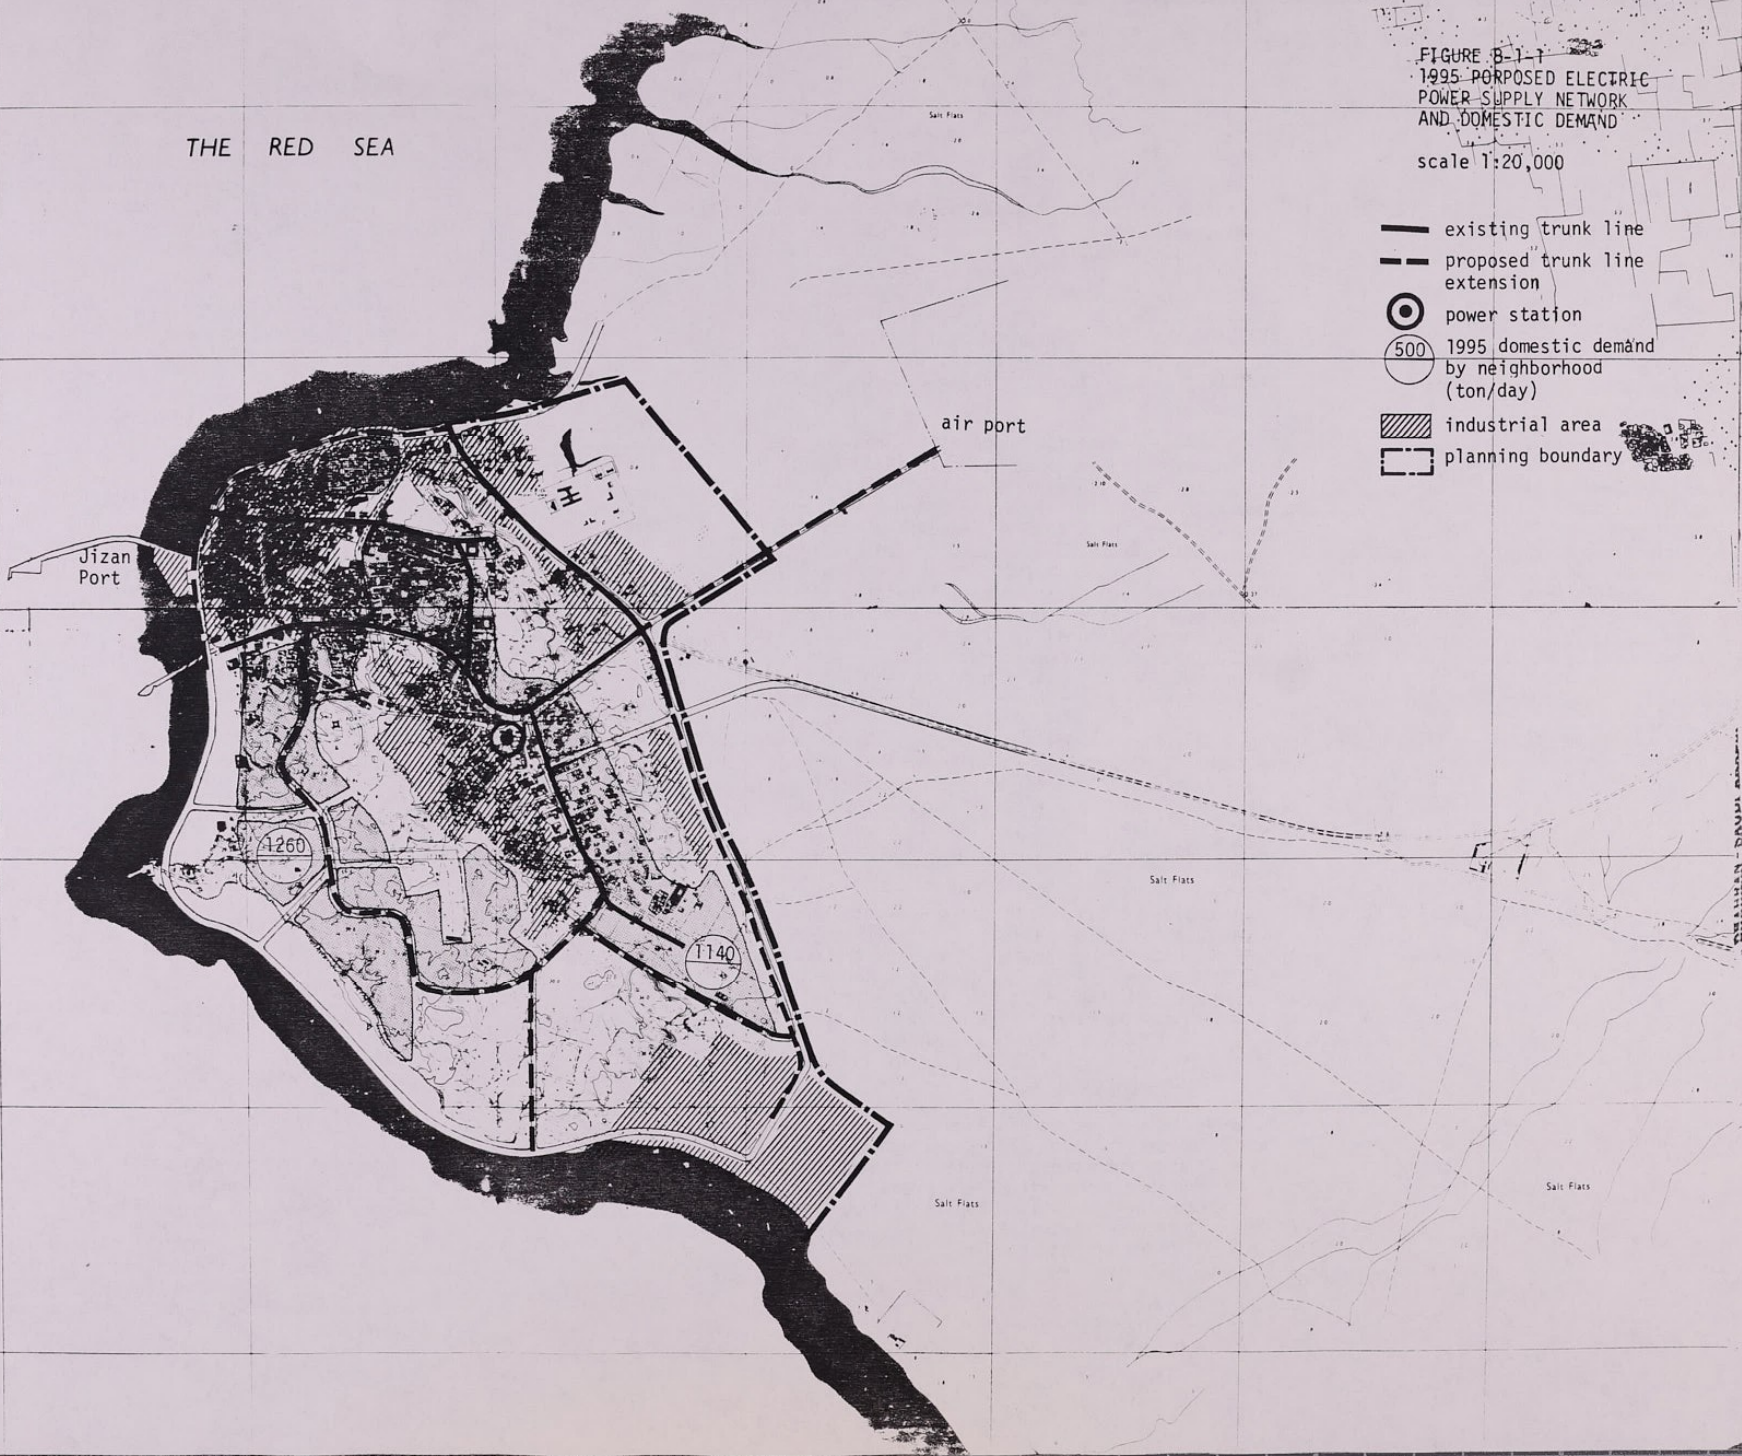 FIGURE B-1-1
1995 PORPOSED ELECTRIC
POWER SUPPLY NETWORK
AND DOMESTIC DEMAND
scale 1:20,000
existing trunk line
proposed trunk line
extension
power station
500
1995 domestic demand
by neighborhood
(ton/day)
industrial area
planning boundary
THE RED SEA
Salt Flats
air port
Jizan
Port
Salt Flats
1260
Salt Flats
1140
Salt Flats
Salt Flats